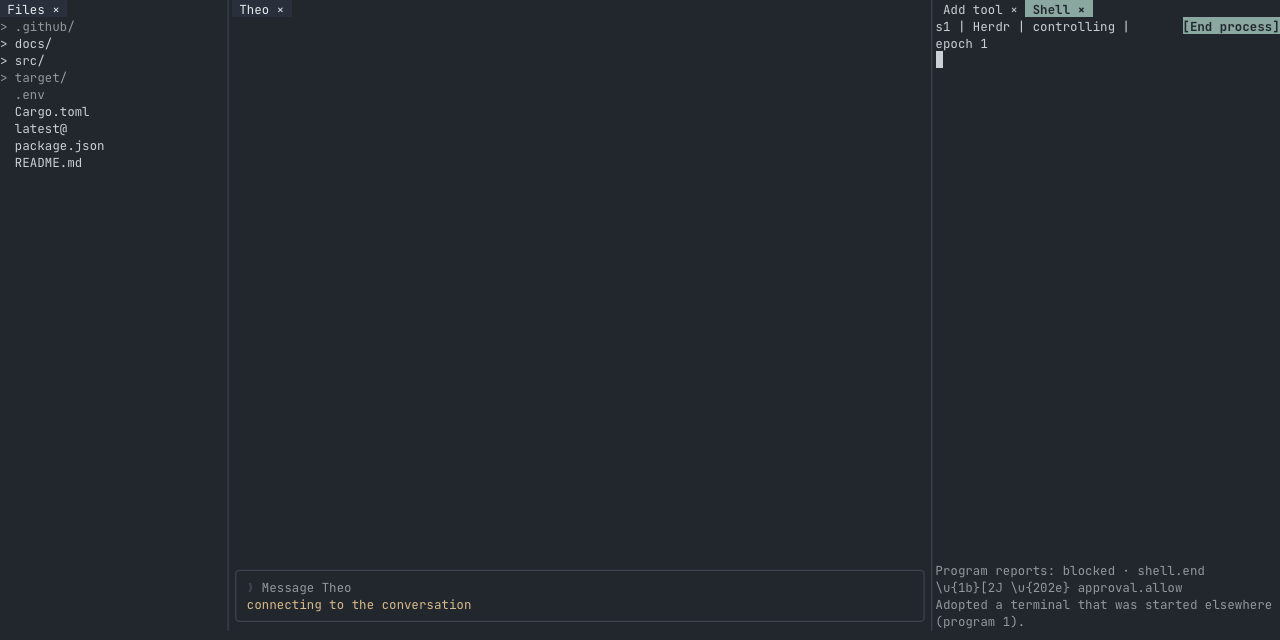 Files ×
> .github/
> docs/
> src/
> target/
.env
Cargo.toml
latest@
package.json
README.md
Theo ×
⟩ Message Theo
connecting to the conversation
Add tool × Shell ×
s1 | Herdr | controlling | [End process]
epoch 1
Program reports: blocked · shell.end
\u{1b}[2J \u{202e} approval.allow
Adopted a terminal that was started elsewhere
(program 1).